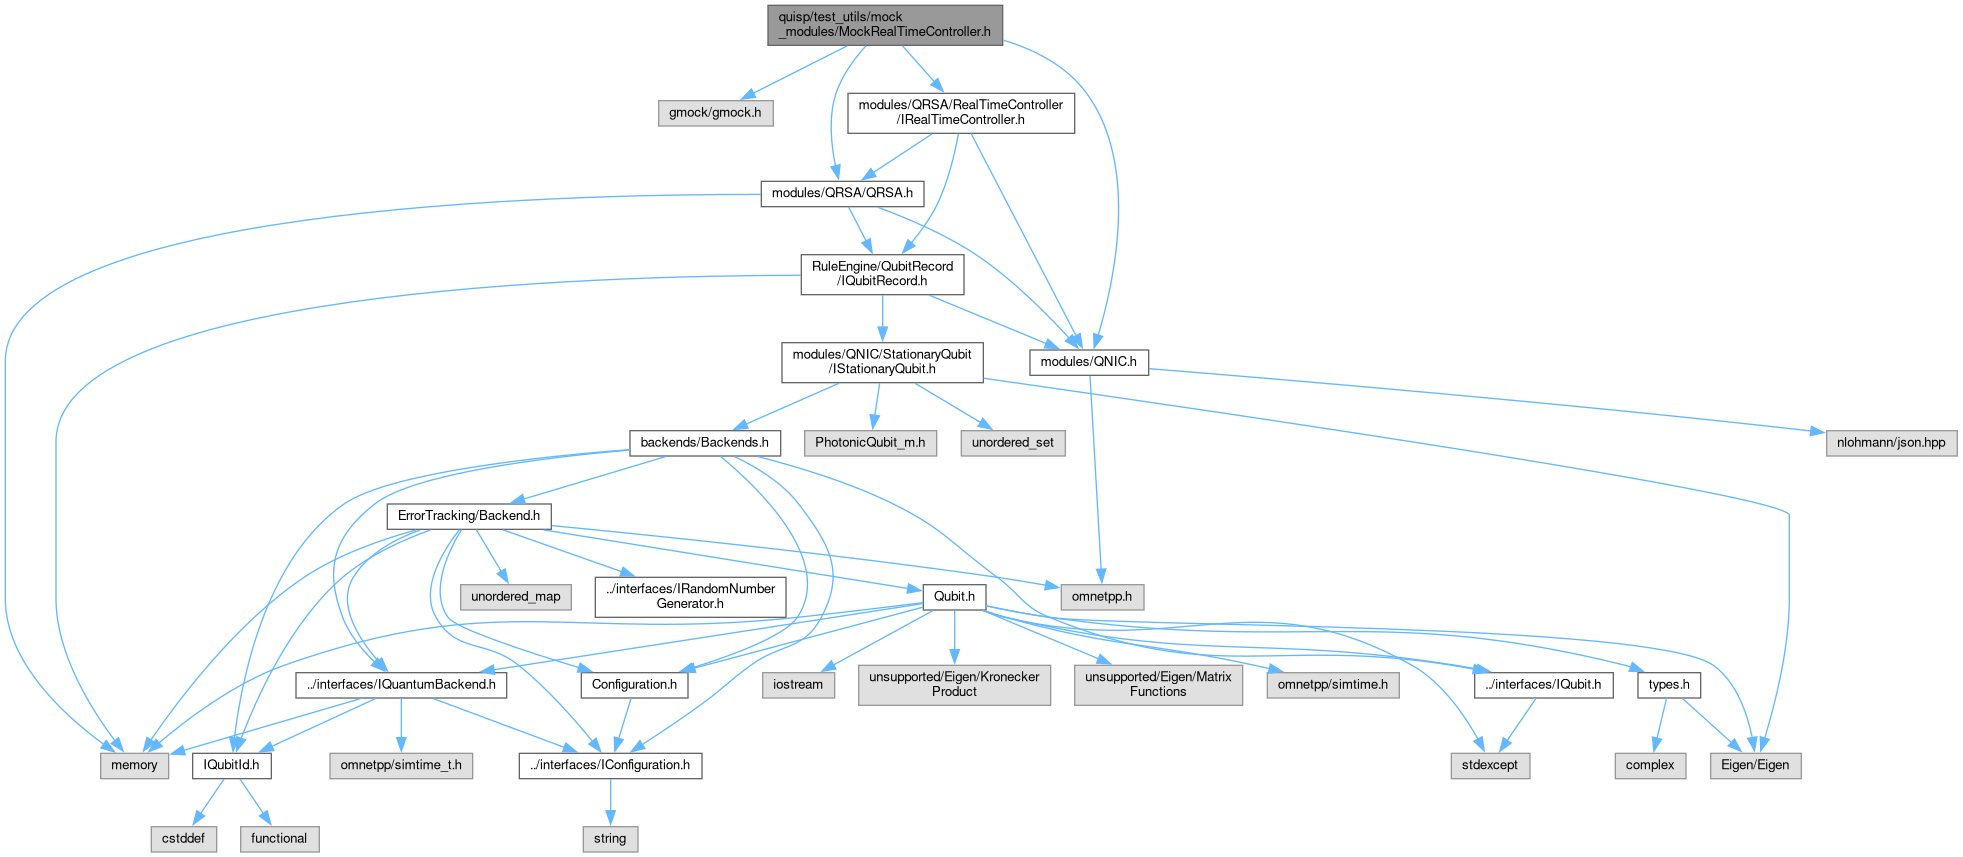 quisp/test_utils/mock
_modules/MockRealTimeController.h
gmock/gmock.h
modules/QRSA/RealTimeController
/IRealTimeController.h
modules/QRSA/QRSA.h
RuleEngine/QubitRecord
/IQubitRecord.h
modules/QNIC/StationaryQubit
/IStationaryQubit.h
modules/QNIC.h
backends/Backends.h
PhotonicQubit_m.h
unordered_set
nlohmann/json.hpp
ErrorTracking/Backend.h
unordered_map
../interfaces/IRandomNumber
Generator.h
Qubit.h
omnetpp.h
../interfaces/IQuantumBackend.h
Configuration.h
iostream
unsupported/Eigen/Kronecker
Product
unsupported/Eigen/Matrix
Functions
omnetpp/simtime.h
../interfaces/IQubit.h
types.h
memory
IQubitId.h
omnetpp/simtime_t.h
../interfaces/IConfiguration.h
stdexcept
complex
Eigen/Eigen
cstddef
functional
string